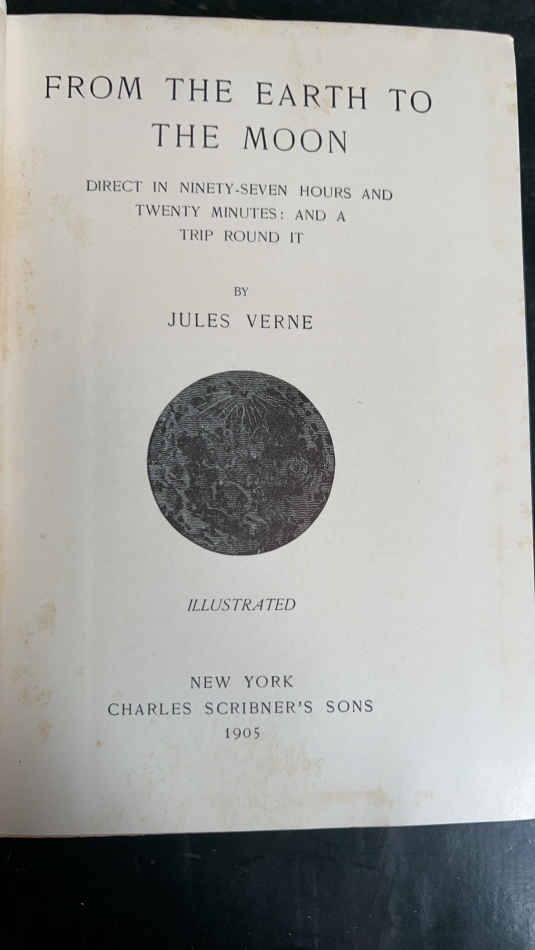 FROM THE EARTH TO
THE MOON
DIRECT IN NINETY-SEVEN HOURS AND
TWENTY MINUTES: AND A
TRIP ROUND IT
BY
JULES VERNE
ILLUSTRATED
NEW YORK
CHARLES SCRIBNER'S SONS
1905